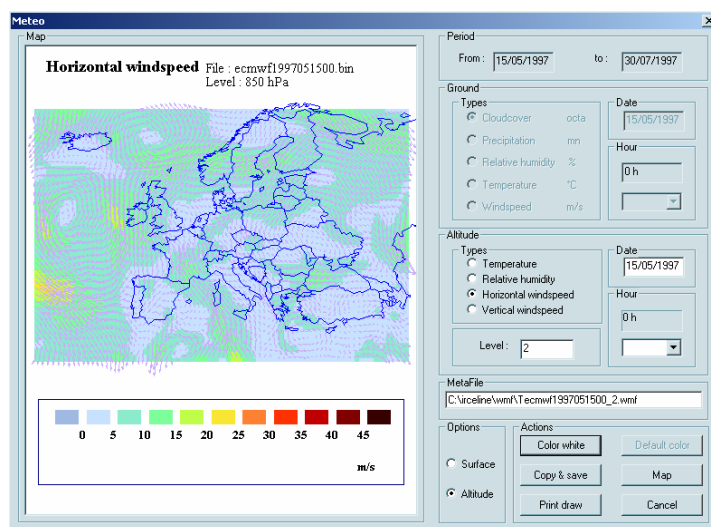 Meteo
Map
Horizontal windspeed File : ecmwf1997051500.bin
Level : 850 hPa
0 5 10 15 20 25 30 35 40 45
m/s
Period
From : 15/05/1997 to : 30/07/1997
Ground
Types
Cloudcover octa
Precipitation mn
Relative humidity %
Temperature °C
Windspeed m/s
Date
15/05/1997
Hour
0 h
Altitude
Types
Temperature
Relative humidity
Horizontal windspeed
Vertical windspeed
Date
15/05/1997
Hour
0 h
Level : 2
MetaFile
C:\irceline\wmf\Tecmwf1997051500_2.wmf
Options
Surface
Altitude
Actions
Color white Default color
Copy & save Map
Print draw Cancel